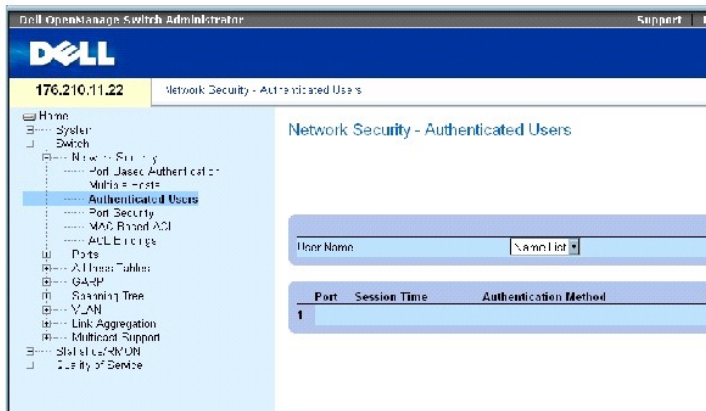 Dell OpenManage Switch Administrator
Support
DELL
176.210.11.22
Network Security - Authenticated Users
Home
System
Switch
Network Security
Port Based Authentication
Multiple Hosts
Authenticated Users
Port Security
MAC Based ACL
ACL Bindings
Ports
Address Tables
GARP
Spanning Tree
VLAN
Link Aggregation
Multicast Support
Statistics/RMON
Quality of Service
Network Security - Authenticated Users
User Name
Name List
Port Session Time Authentication Method
1